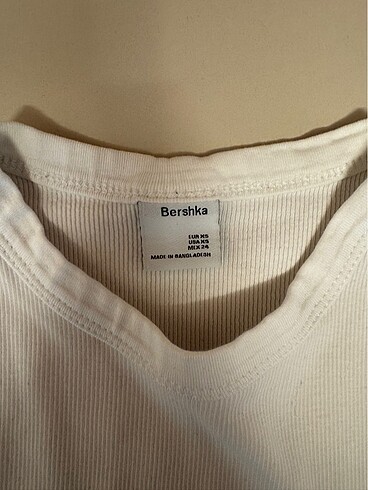 Bershka
EUR XS
USA XS
MEX 24
MADE IN BANGLADESH